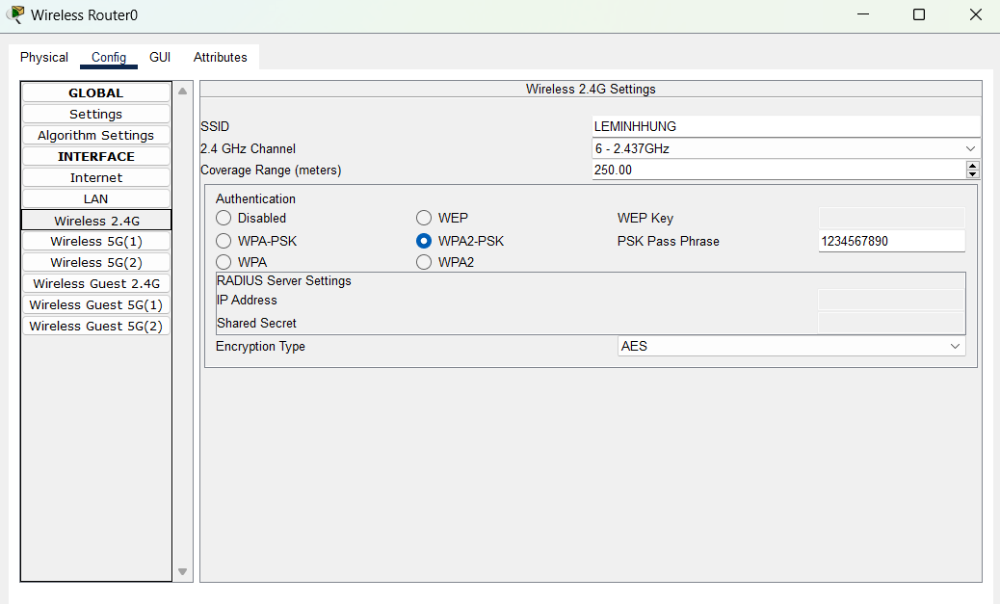 Wireless Router0
Physical Config GUI Attributes
GLOBAL
Settings
Algorithm Settings
INTERFACE
Internet
LAN
Wireless 2.4G
Wireless 5G(1)
Wireless 5G(2)
Wireless Guest 2.4G
Wireless Guest 5G(1)
Wireless Guest 5G(2)
Wireless 2.4G Settings
SSID LEMINHHUNG
2.4 GHz Channel 6 - 2.437GHz
Coverage Range (meters) 250.00
Authentication
Disabled WEP WEP Key
WPA-PSK WPA2-PSK PSK Pass Phrase 1234567890
WPA WPA2
RADIUS Server Settings
IP Address
Shared Secret
Encryption Type AES